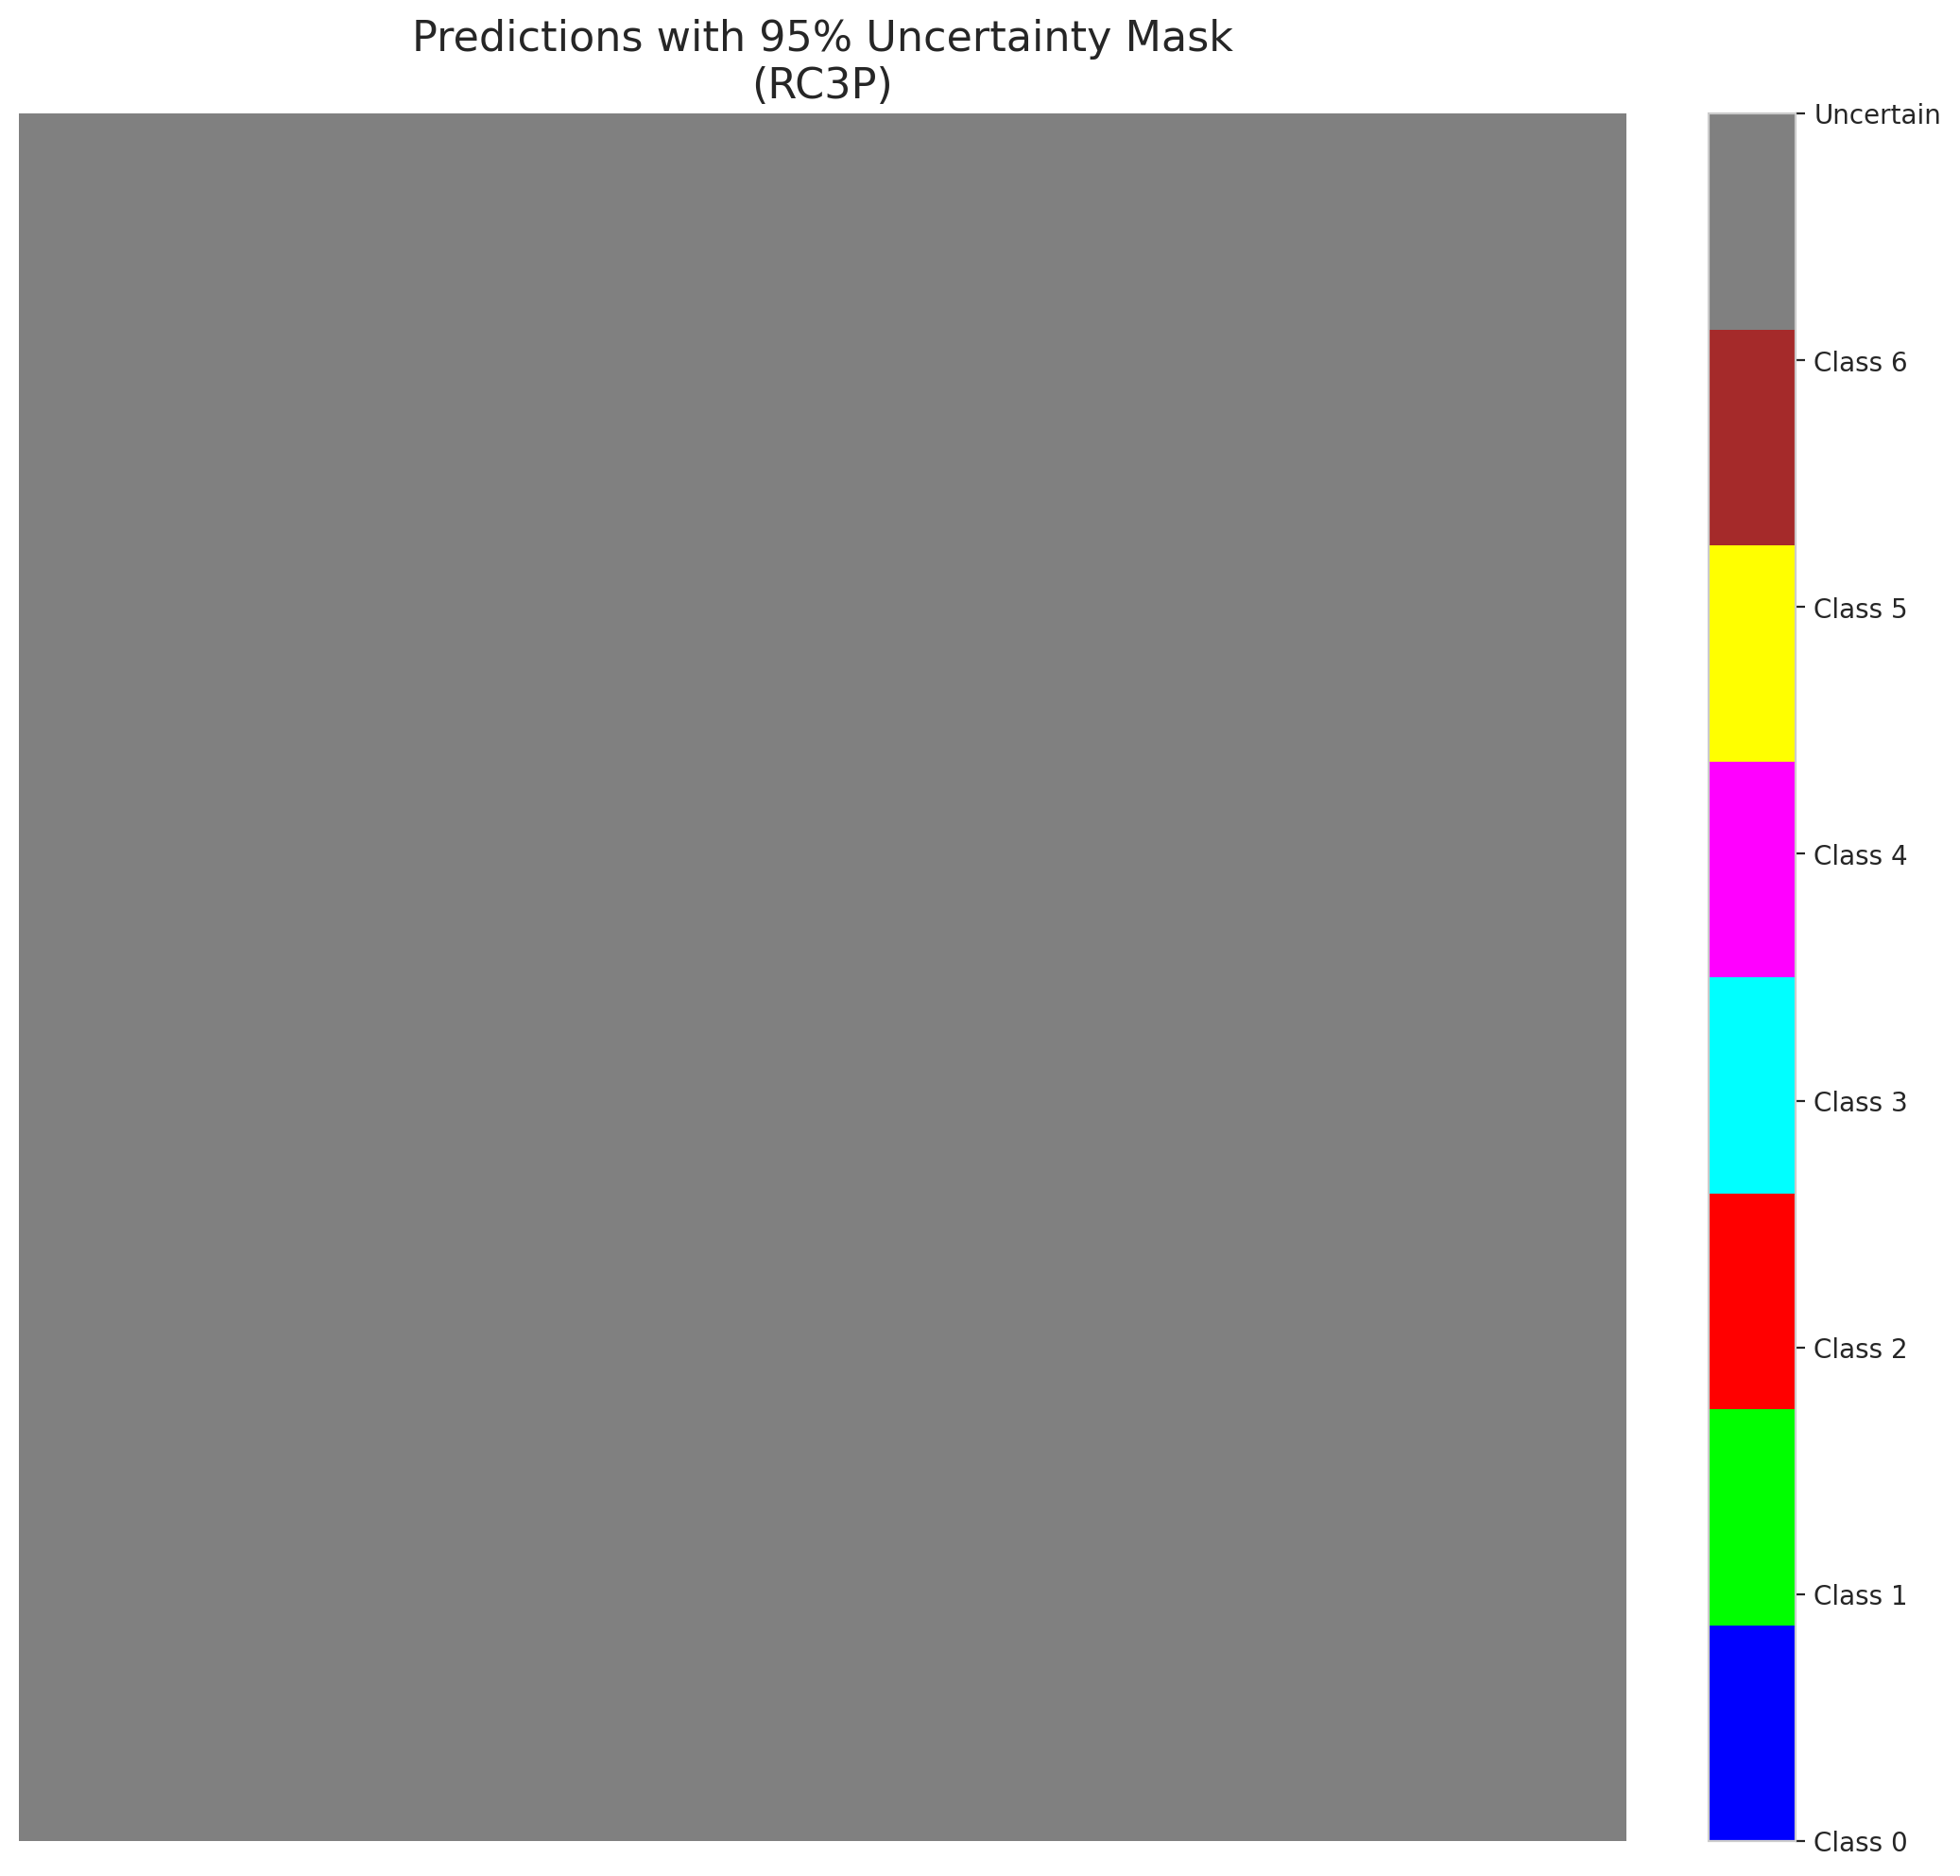 Predictions with 95% Uncertainty Mask
(RC3P)
Uncertain
Class 6
Class 5
Class 4
Class 3
Class 2
Class 1
Class 0